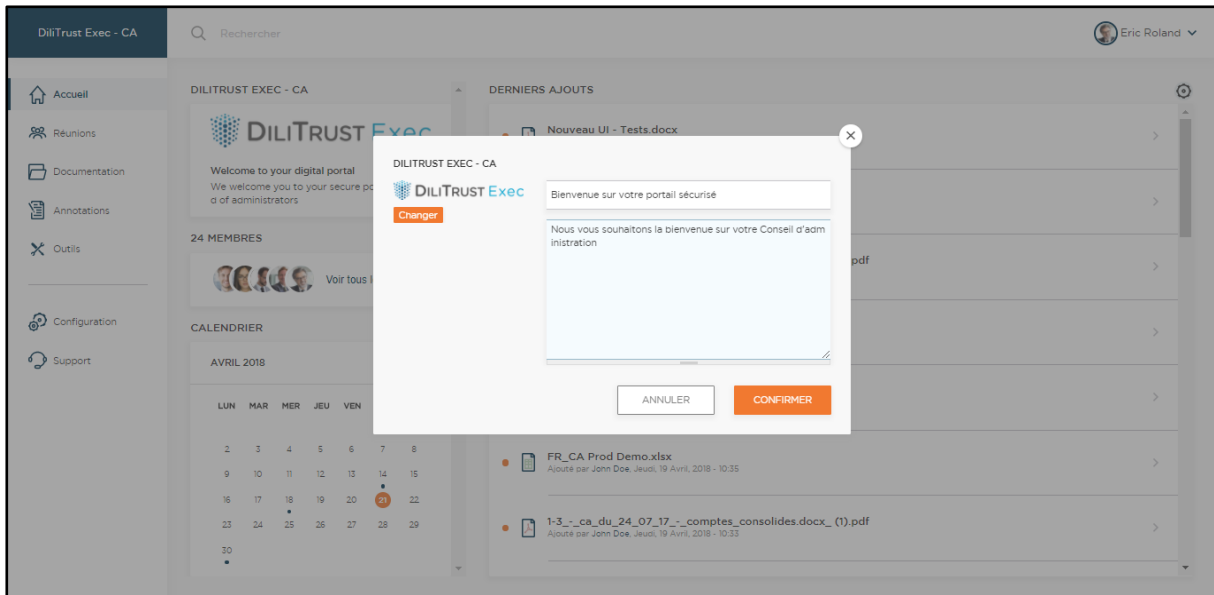 DiliTrust Exec - CA
Rechercher
Eric Roland
Accueil
Réunions
Documentation
Annotations
Outils
Configuration
Support
DILITRUST EXEC - CA
DILITRUST Exec
Welcome to your digital portal
We welcome you to your secure po
d of administrators
24 MEMBRES
Voir tous l
CALENDRIER
AVRIL 2018
LUN MAR MER JEU VEN
2 3 4 5 6 7 8
9 10 11 12 13 14 15
16 17 18 19 20 21 22
23 24 25 26 27 28 29
30
DERNIERS AJOUTS
Nouveau UI - Tests.docx
pdf
FR_CA Prod Demo.xlsx
Ajouté par John Doe, Jeudi, 19 Avril, 2018 - 10:35
1-3_-_ca_du_24_07_17_-_comptes_consolides.docx_ (1).pdf
Ajouté par John Doe, Jeudi, 19 Avril, 2018 - 10:33
DILITRUST EXEC - CA
DILITRUST Exec
Changer
Bienvenue sur votre portail sécurisé
Nous vous souhaitons la bienvenue sur votre Conseil d'adm
inistration
ANNULER
CONFIRMER